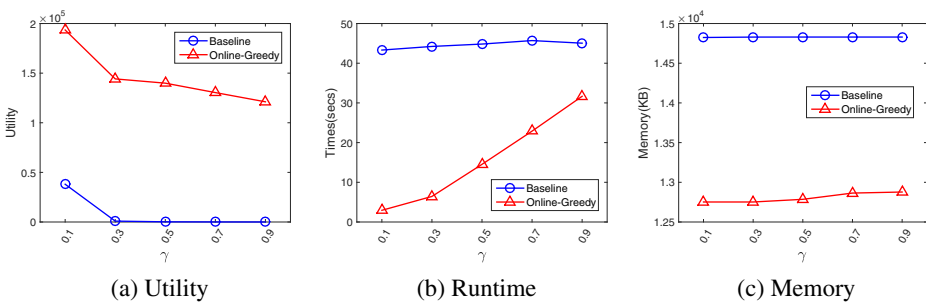 2 ×10^5
Baseline
Online-Greedy
1.5
1
0.5
0
Utility
0.1 0.3 0.5 0.7 0.9
γ
(a) Utility
50
40
30
20
10
0
Times(secs)
Baseline
Online-Greedy
0.1 0.3 0.5 0.7 0.9
γ
(b) Runtime
1.5 ×10^4
1.45
1.4
1.35
1.3
1.25
Memory(KB)
Baseline
Online-Greedy
0.1 0.3 0.5 0.7 0.9
γ
(c) Memory